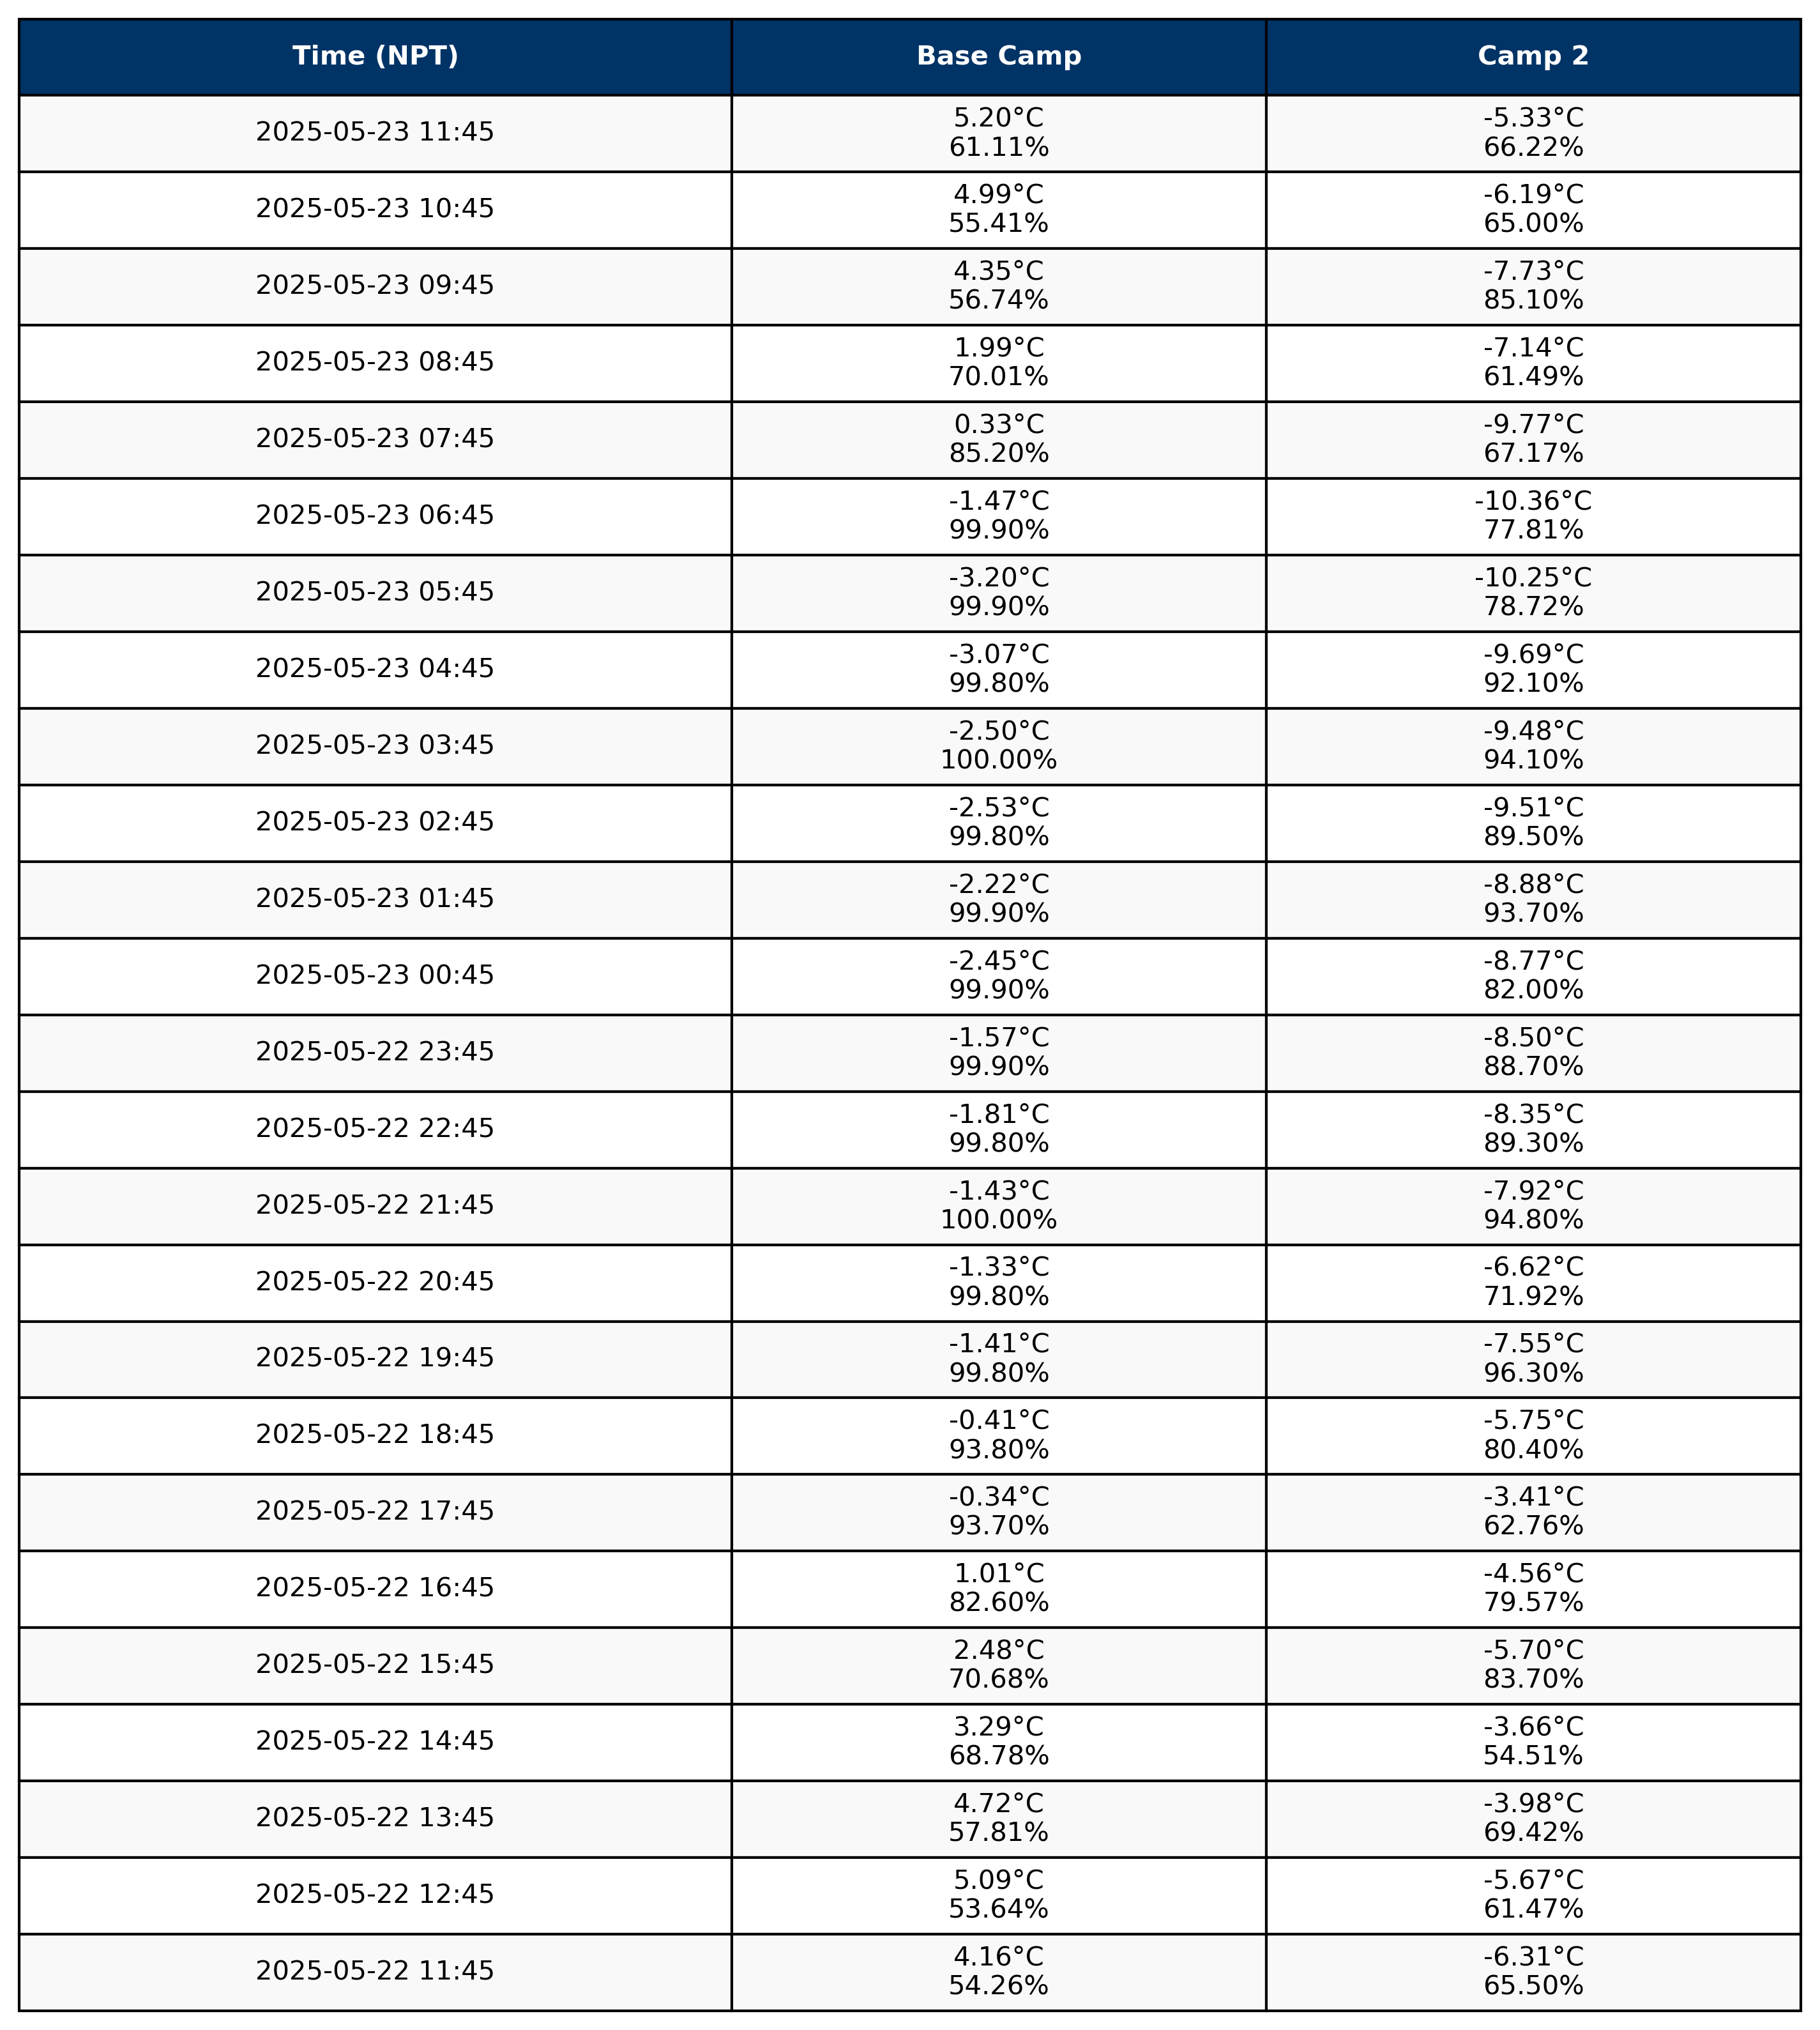 Time (NPT) Base Camp Camp 2
2025-05-23 11:45 5.20°C -5.33°C
61.11% 66.22%
2025-05-23 10:45 4.99°C -6.19°C
55.41% 65.00%
2025-05-23 09:45 4.35°C -7.73°C
56.74% 85.10%
2025-05-23 08:45 1.99°C -7.14°C
70.01% 61.49%
2025-05-23 07:45 0.33°C -9.77°C
85.20% 67.17%
2025-05-23 06:45 -1.47°C -10.36°C
99.90% 77.81%
2025-05-23 05:45 -3.20°C -10.25°C
99.90% 78.72%
2025-05-23 04:45 -3.07°C -9.69°C
99.80% 92.10%
2025-05-23 03:45 -2.50°C -9.48°C
100.00% 94.10%
2025-05-23 02:45 -2.53°C -9.51°C
99.80% 89.50%
2025-05-23 01:45 -2.22°C -8.88°C
99.90% 93.70%
2025-05-23 00:45 -2.45°C -8.77°C
99.90% 82.00%
2025-05-22 23:45 -1.57°C -8.50°C
99.90% 88.70%
2025-05-22 22:45 -1.81°C -8.35°C
99.80% 89.30%
2025-05-22 21:45 -1.43°C -7.92°C
100.00% 94.80%
2025-05-22 20:45 -1.33°C -6.62°C
99.80% 71.92%
2025-05-22 19:45 -1.41°C -7.55°C
99.80% 96.30%
2025-05-22 18:45 -0.41°C -5.75°C
93.80% 80.40%
2025-05-22 17:45 -0.34°C -3.41°C
93.70% 62.76%
2025-05-22 16:45 1.01°C -4.56°C
82.60% 79.57%
2025-05-22 15:45 2.48°C -5.70°C
70.68% 83.70%
2025-05-22 14:45 3.29°C -3.66°C
68.78% 54.51%
2025-05-22 13:45 4.72°C -3.98°C
57.81% 69.42%
2025-05-22 12:45 5.09°C -5.67°C
53.64% 61.47%
2025-05-22 11:45 4.16°C -6.31°C
54.26% 65.50%